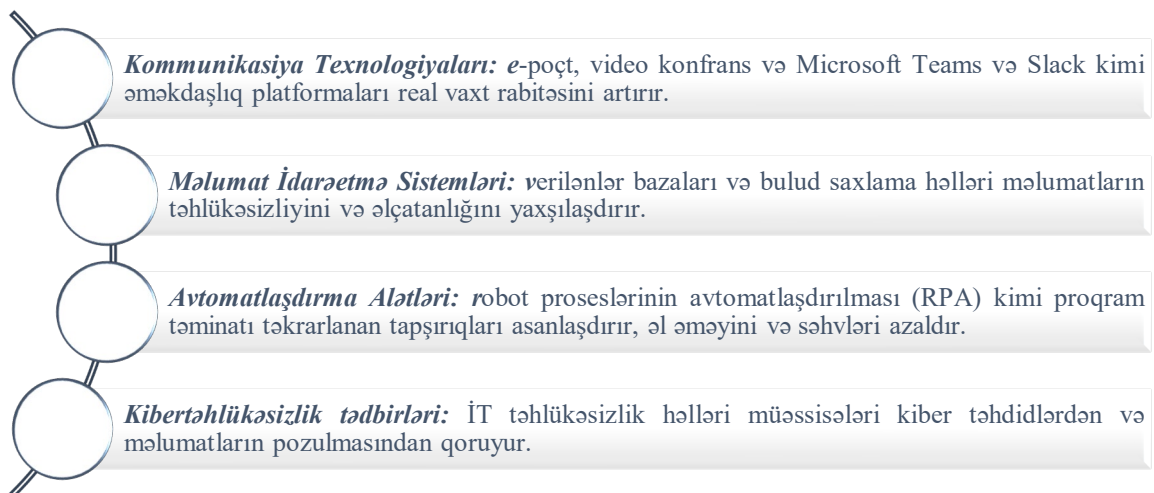 Kommunikasiya Texnologiyaları: e-poçt, video konfrans və Microsoft Teams və Slack kimi
əməkdaşlıq platformaları real vaxt rabitəsini artırır.
Məlumat İdarəetmə Sistemləri: verilənlər bazaları və bulud saxlama həlləri məlumatların
təhlükəsizliyini və əlçatanlığını yaxşılaşdırır.
Avtomatlaşdırma Alətləri: robot proseslərinin avtomatlaşdırılması (RPA) kimi proqram
təminatı təkrarlanan tapşırıqları asanlaşdırır, əl əməyini və səhvləri azaldır.
Kibertəhlükəsizlik tədbirləri: İT təhlükəsizlik həlləri müəssisələri kiber təhdidlərdən və
məlumatların pozulmasından qoruyur.